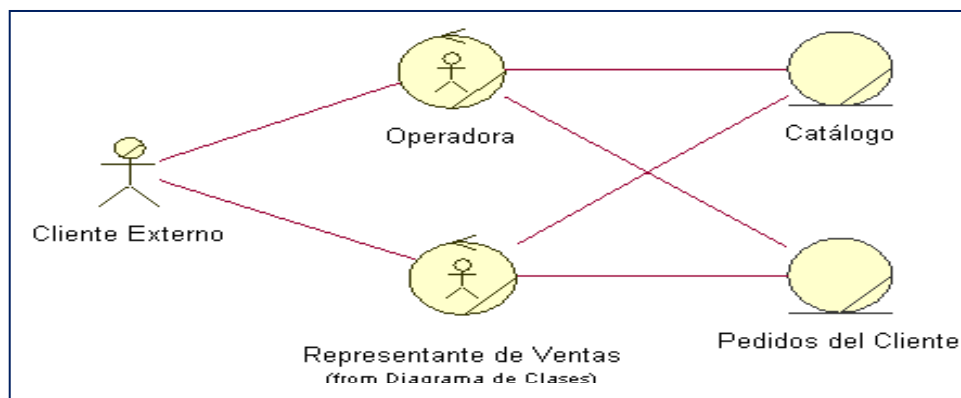 Operadora
Catálogo
Cliente Externo
Representante de Ventas
(from Diagrama de Clases)
Pedidos del Cliente